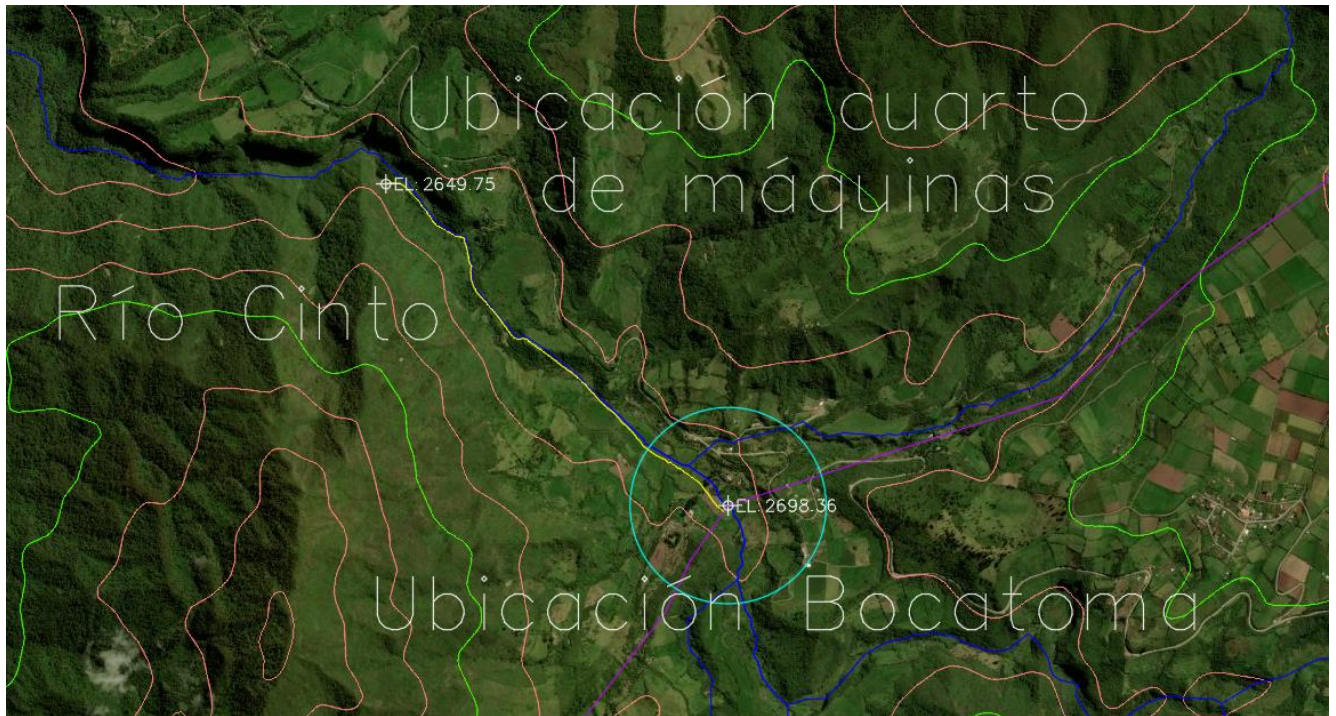 Ubicación cuarto
de máquinas
EL: 2649.75
Río Cinto
EL: 2698.36
Ubicación Bocatoma